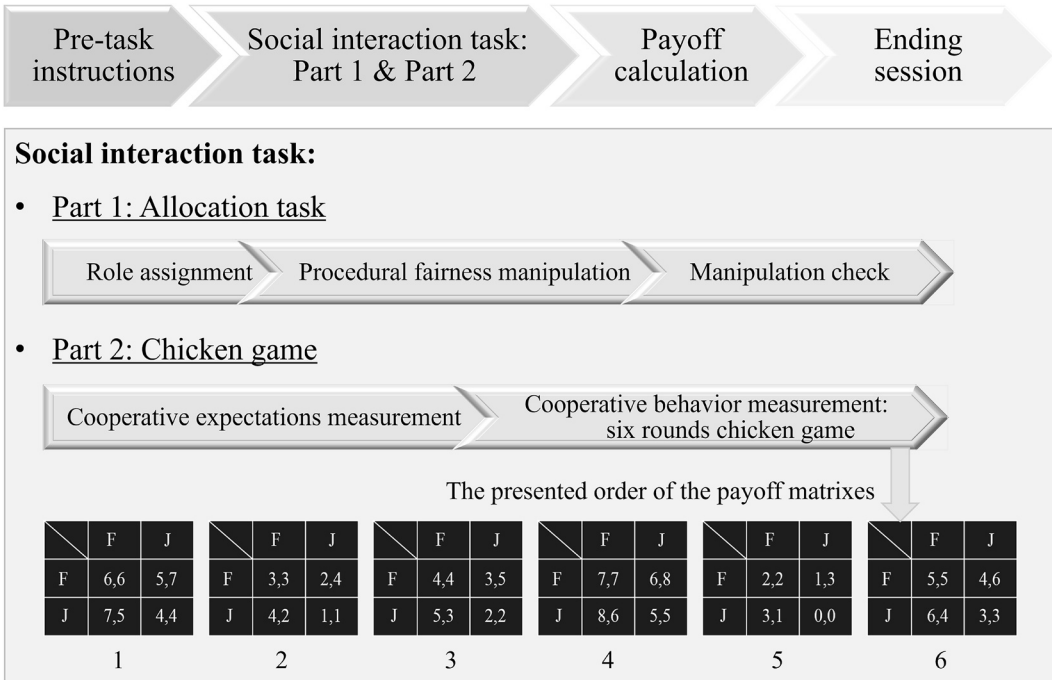 Pre-task
instructions
Social interaction task:
Part 1 & Part 2
Payoff
calculation
Ending
session
Social interaction task:
• Part 1: Allocation task
Role assignment
Procedural fairness manipulation
Manipulation check
• Part 2: Chicken game
Cooperative expectations measurement
Cooperative behavior measurement:
six rounds chicken game
The presented order of the payoff matrixes
F J F J F J F J F J F J
F 6,6 5,7 F 3,3 2,4 F 4,4 3,5 F 7,7 6,8 F 2,2 1,3 F 5,5 4,6
J 7,5 4,4 J 4,2 1,1 J 5,3 2,2 J 8,6 5,5 J 3,1 0,0 J 6,4 3,3
1 2 3 4 5 6